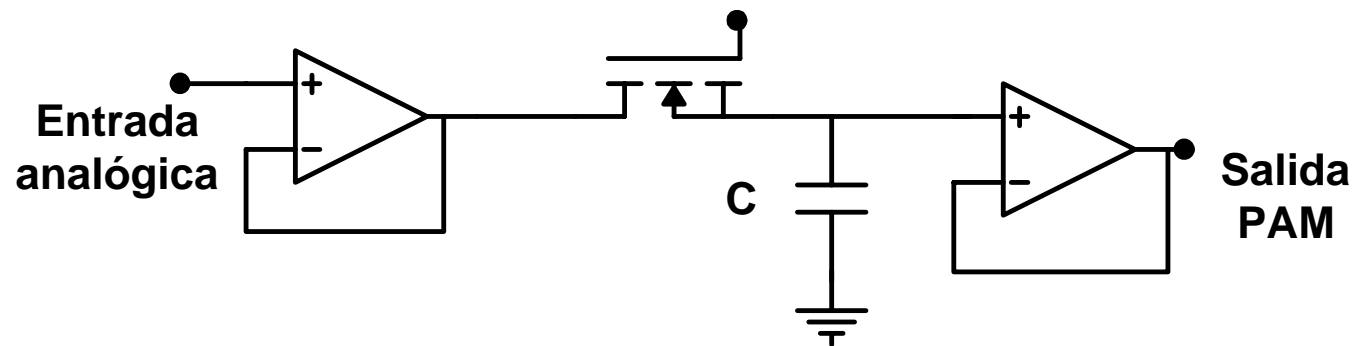 +
−
Entrada
analógica
C
+
−
Salida
PAM